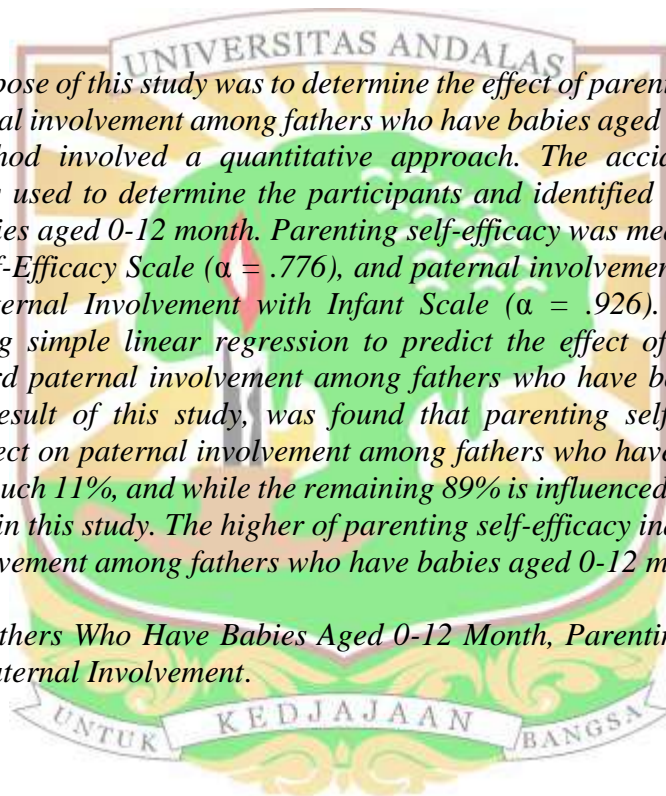 UNIVERSITAS ANDALAS
pose of this study was to determine the effect of parent
al involvement among fathers who have babies aged
hod involved a quantitative approach. The accid
used to determine the participants and identified
ies aged 0-12 month. Parenting self-efficacy was mea
f-Efficacy Scale (α = .776), and paternal involvemen
ternal Involvement with Infant Scale (α = .926).
g simple linear regression to predict the effect of
rd paternal involvement among fathers who have ba
esult of this study, was found that parenting self
ect on paternal involvement among fathers who have
uch 11%, and while the remaining 89% is influenced
in this study. The higher of parenting self-efficacy in
vement among fathers who have babies aged 0-12 m
thers Who Have Babies Aged 0-12 Month, Parentin
aternal Involvement.
UNTUK KEDJAJAAN BANGSA